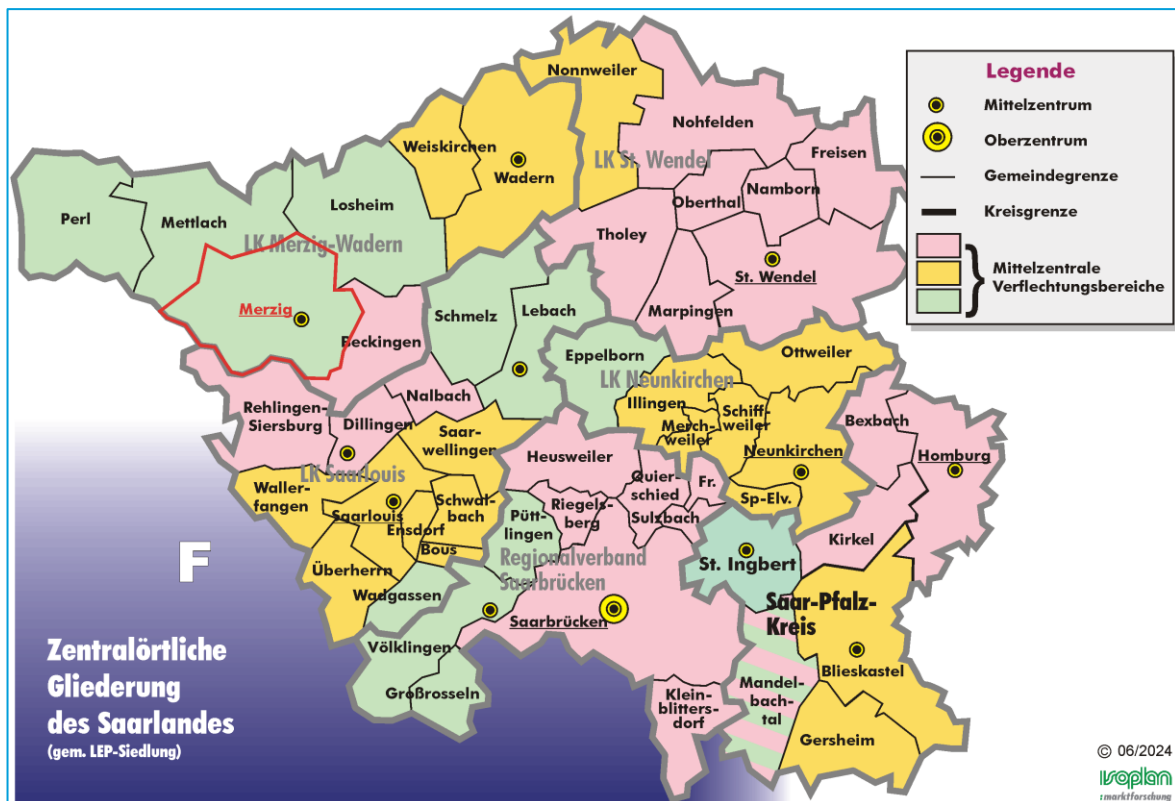 Nonnweiler
Nohfelden
Freisen
Weiskirchen
LK St. Wendel
Wadern
Namborn
Oberthal
Perl
Mettlach
Losheim
LK Merzig-Wadern
Tholey
St. Wendel
Merzig
Schmelz
Lebach
Marpingen
Beckingen
Eppelborn
Ottweiler
LK Neunkirchen
Illingen
Schiff-
weiler
Merch-
weiler
Nalbach
Rehlingen-
Siersburg
Dillingen
Bexbach
Homburg
Saar-
wellingen
Heusweiler
Neunkirchen
LK Saarlouis
Quier-
schied
Fr.
Sp-Elv.
Waller-
fangen
Saarlouis
Schwal-
bach
Ensdorf
Bous
Pütt-
lingen
Riegels-
berg
Sulzbach
Kirkel
Regionalverband
Saarbrücken
St. Ingbert
Überherrn
Wadgassen
Saar-Pfalz-
Kreis
Saarbrücken
Völklingen
Blieskastel
Großrosseln
Klein-
blitters-
dorf
Mandel-
bach-
tal
Gersheim
F
Legende
Mittelzentrum
Oberzentrum
Gemeindegrenze
Kreisgrenze
Mittelzentrale
Verflechtungsbereiche
Zentralörtliche
Gliederung
des Saarlandes
(gem. LEP-Siedlung)
© 06/2024
isoplan
:marktforschung